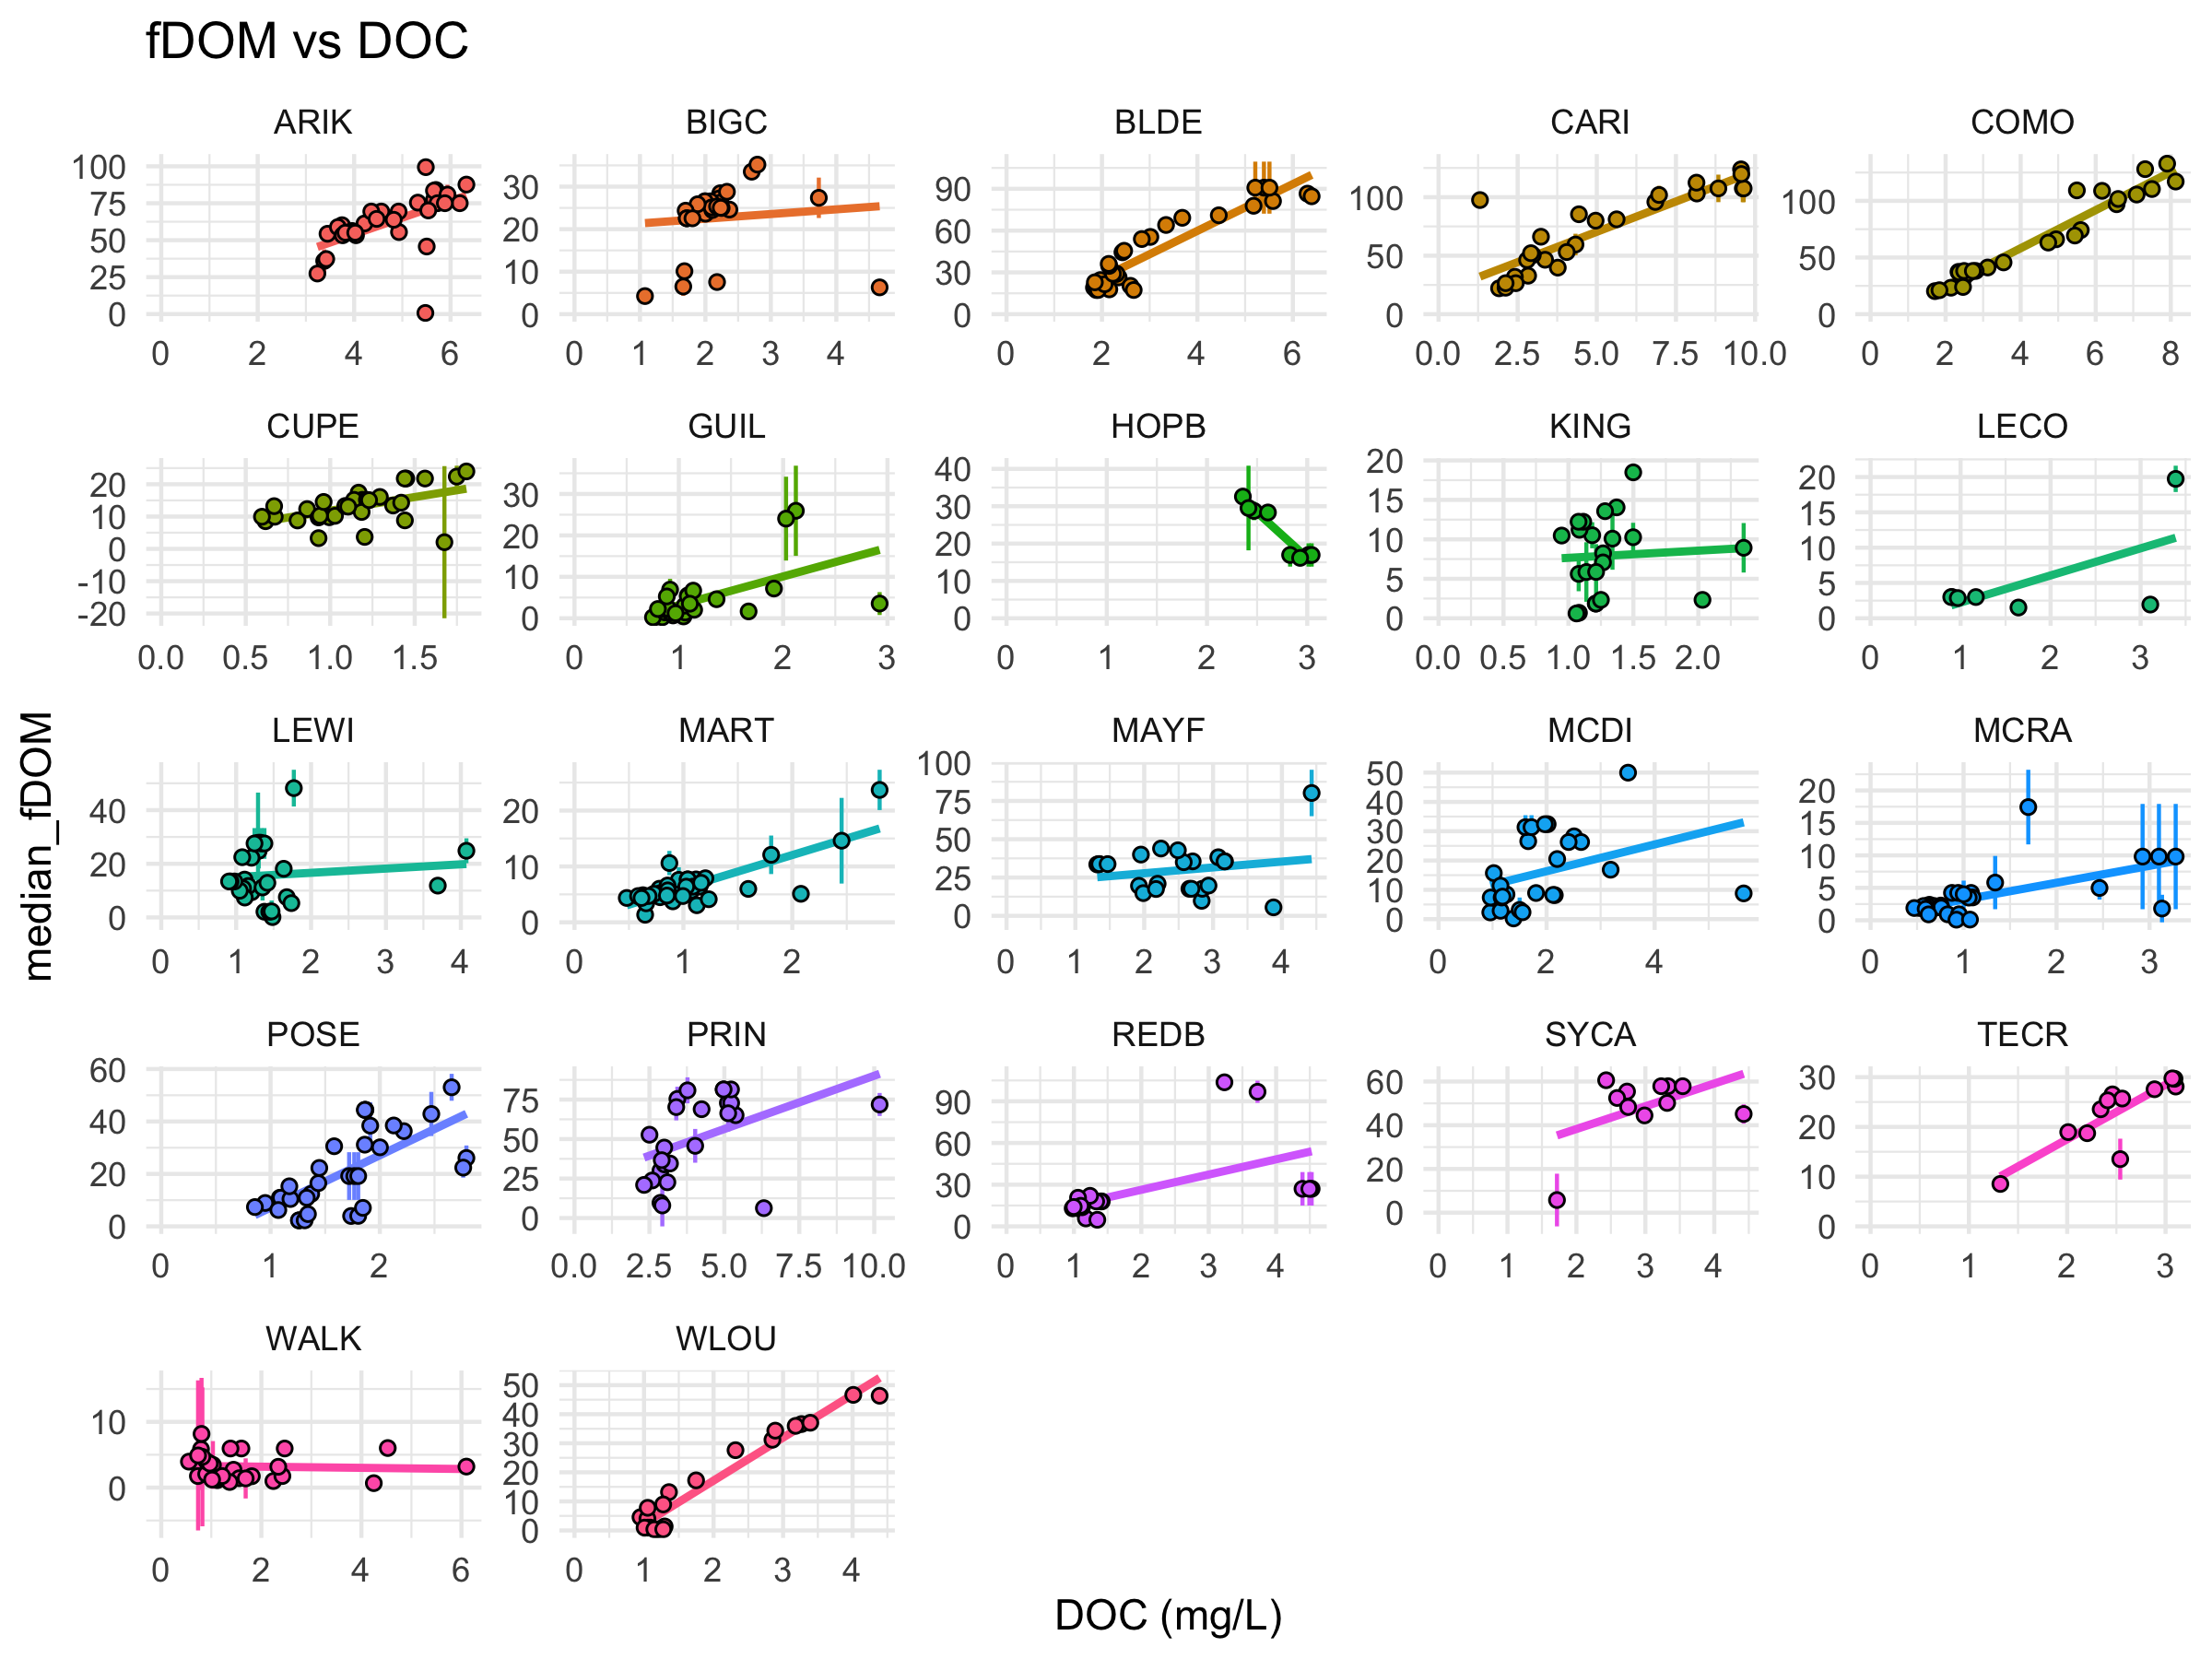 fDOM vs DOC
ARIK BIGC BLDE CARI COMO
100 75 50 25 0
30 20 10 0
90 60 30 0
100 50 0
100 50 0
0 2 4 6
0 1 2 3 4
0 2 4 6
0.0 2.5 5.0 7.5 10.0
0 2 4 6 8
CUPE GUIL HOPB KING LECO
20 10 0 -10 -20
30 20 10 0
40 30 20 10 0
20 15 10 5 0
20 15 10 5 0
0.0 0.5 1.0 1.5
0 1 2 3
0 1 2 3
0.0 0.5 1.0 1.5 2.0
0 1 2 3
median_fDOM
LEWI MART MAYF MCDI MCRA
40 20 0
20 10 0
100 75 50 25 0
50 40 30 20 10 0
20 15 10 5 0
0 1 2 3 4
0 1 2
0 1 2 3 4
0 2 4
0 1 2 3
POSE PRIN REDB SYCA TECR
60 40 20 0
75 50 25 0
90 60 30 0
60 40 20 0
30 20 10 0
0 1 2
0.0 2.5 5.0 7.5 10.0
0 1 2 3 4
0 1 2 3 4
0 1 2 3
WALK WLOU
10 0
50 40 30 20 10 0
0 2 4 6
0 1 2 3 4
DOC (mg/L)